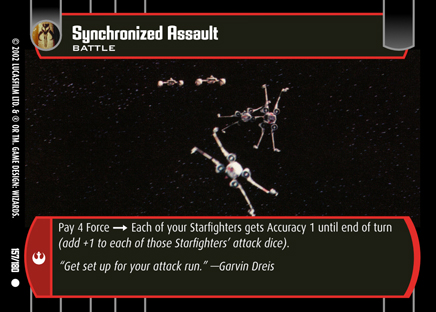 Synchronized Assault
BATTLE
Pay 4 Force → Each of your Starfighters gets Accuracy 1 until end of turn
(add +1 to each of those Starfighters' attack dice).
"Get set up for your attack run." —Garvin Dreis
© 2002 LUCASFILM LTD. & ® OR TM. GAME DESIGN: WIZARDS.
157/180